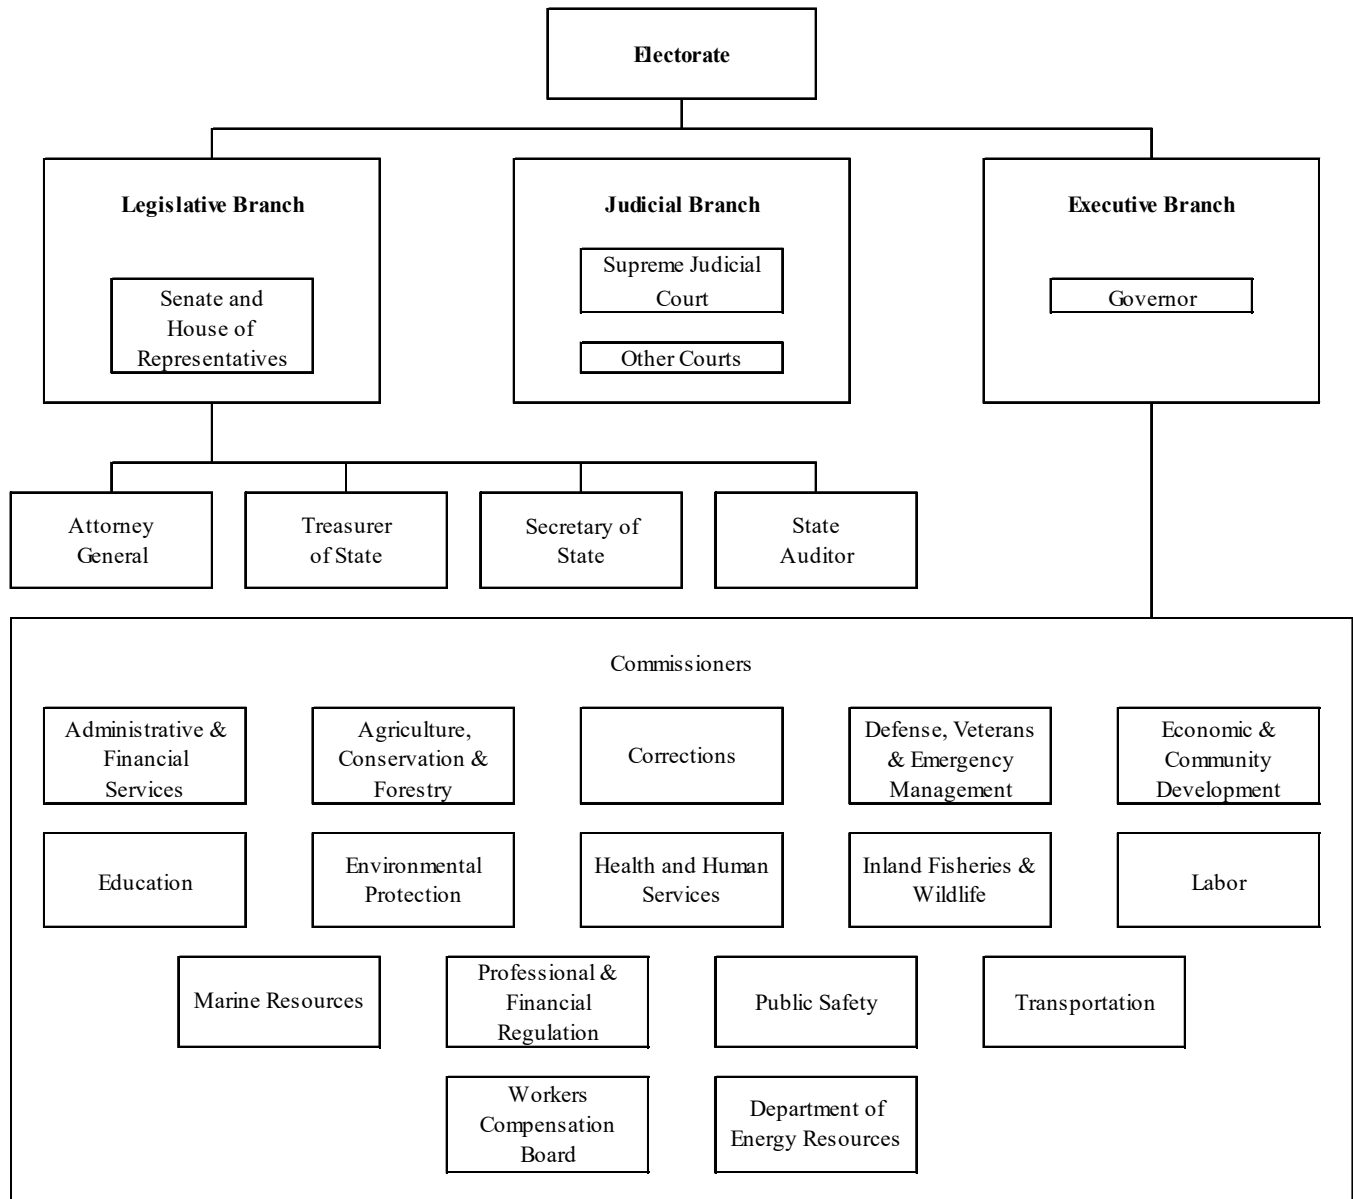 Electorate
Legislative Branch
Judicial Branch
Executive Branch
Senate and
House of
Representatives
Supreme Judicial
Court
Other Courts
Governor
Attorney
General
Treasurer
of State
Secretary of
State
State
Auditor
Commissioners
Administrative &
Financial
Services
Agriculture,
Conservation &
Forestry
Corrections
Defense, Veterans
& Emergency
Management
Economic &
Community
Development
Education
Environmental
Protection
Health and Human
Services
Inland Fisheries &
Wildlife
Labor
Marine Resources
Professional &
Financial
Regulation
Public Safety
Transportation
Workers
Compensation
Board
Department of
Energy Resources